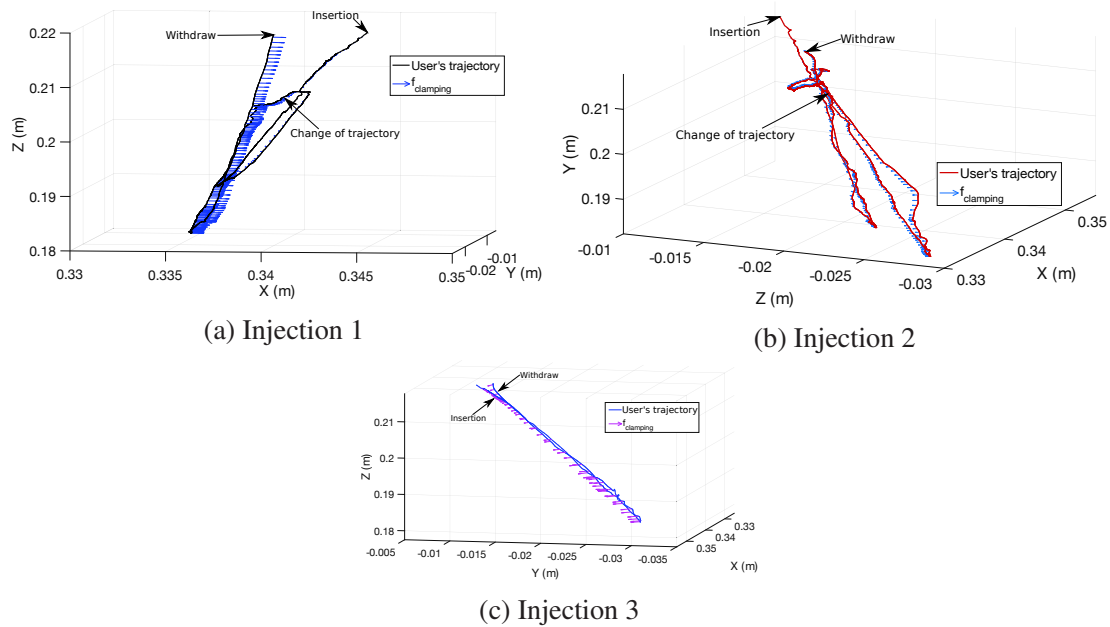 Insertion
Withdraw
0.22
0.21
0.2
0.19
0.18
Z (m)
User's trajectory
f_clamping
Change of trajectory
0.33
0.335
0.34
0.345
0.35
X (m)
-0.02
-0.01
Y (m)
(a) Injection 1
Insertion
Withdraw
Change of trajectory
0.21
0.2
0.19
Y (m)
User's trajectory
f_clamping
-0.01
-0.015
-0.02
-0.025
-0.03
Z (m)
0.33
0.34
0.35
X (m)
(b) Injection 2
Withdraw
Insertion
0.21
0.2
0.19
0.18
Z (m)
User's trajectory
f_clamping
-0.005
-0.01
-0.015
-0.02
-0.025
-0.03
-0.035
Y (m)
0.35
0.34
0.33
X (m)
(c) Injection 3